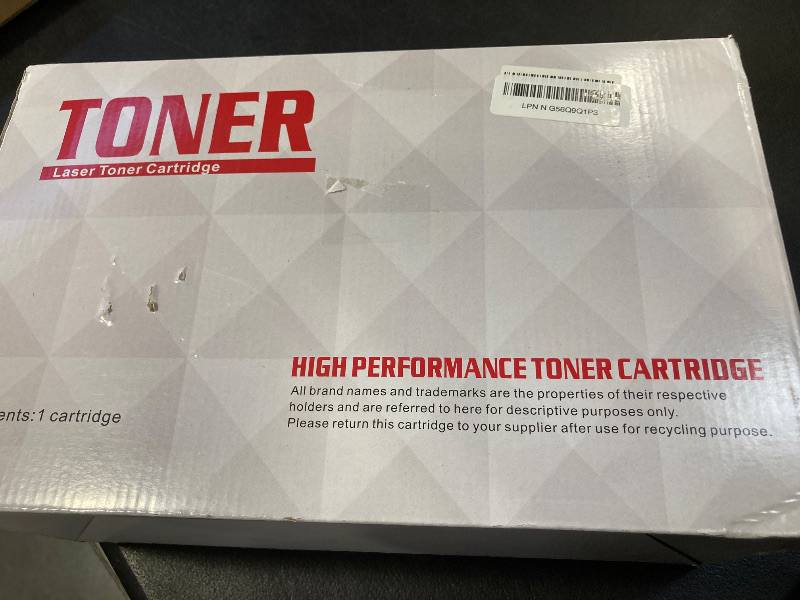 TONER
Laser Toner Cartridge
LPN N G56Q9Q1P3
HIGH PERFORMANCE TONER CARTRIDGE
All brand names and trademarks are the properties of their respective
holders and are referred to here for descriptive purposes only.
Please return this cartridge to your supplier after use for recycling purpose.
ents:1 cartridge